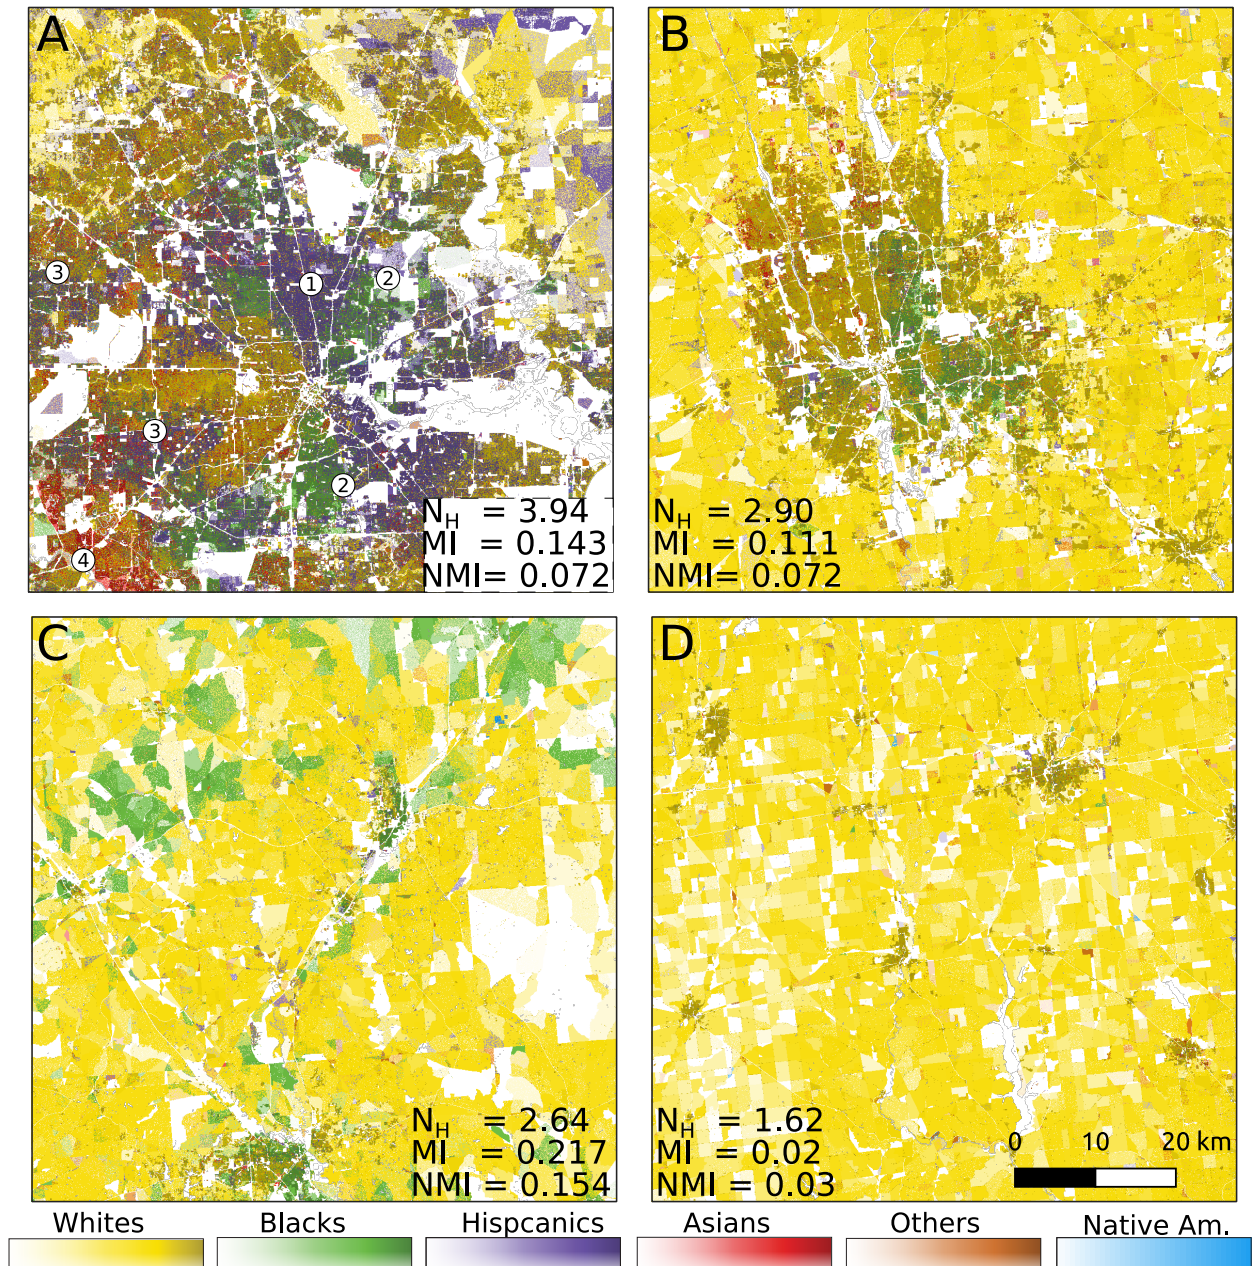 A
B
3
1
2
3
2
4
N_H = 3.94
MI = 0.143
NMI= 0.072
N_H = 2.90
MI = 0.111
NMI= 0.072
C
D
N_H = 2.64
MI = 0.217
NMI = 0.154
N_H = 1.62
MI = 0.02
NMI = 0.03
0 10 20 km
Whites Blacks Hispcanics Asians Others Native Am.